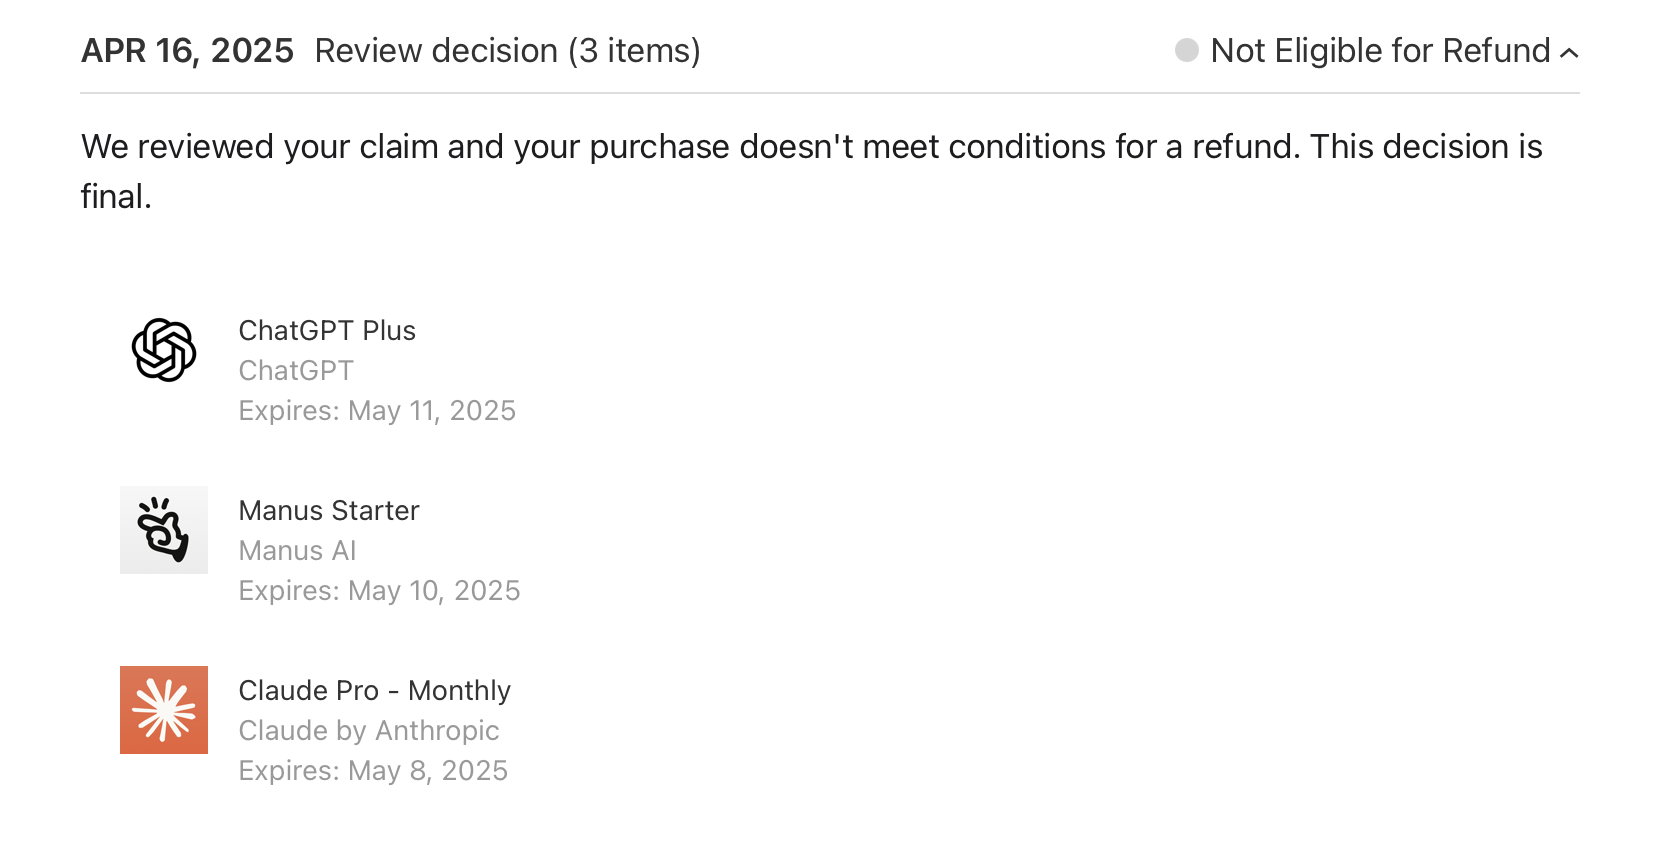 APR 16, 2025 Review decision (3 items) Not Eligible for Refund
We reviewed your claim and your purchase doesn't meet conditions for a refund. This decision is
final.
ChatGPT Plus
ChatGPT
Expires: May 11, 2025
Manus Starter
Manus AI
Expires: May 10, 2025
Claude Pro - Monthly
Claude by Anthropic
Expires: May 8, 2025